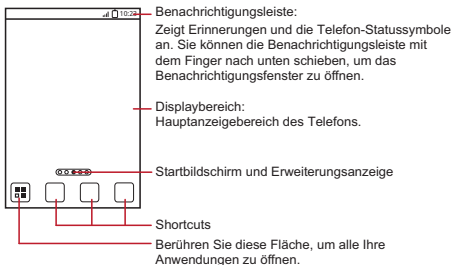 10:23
Benachrichtigungsleiste:
Zeigt Erinnerungen und die Telefon-Statussymbole
an. Sie können die Benachrichtigungsleiste mit
dem Finger nach unten schieben, um das
Benachrichtigungsfenster zu öffnen.
Displaybereich:
Hauptanzeigebereich des Telefons.
Startbildschirm und Erweiterungsanzeige
Shortcuts
Berühren Sie diese Fläche, um alle Ihre
Anwendungen zu öffnen.